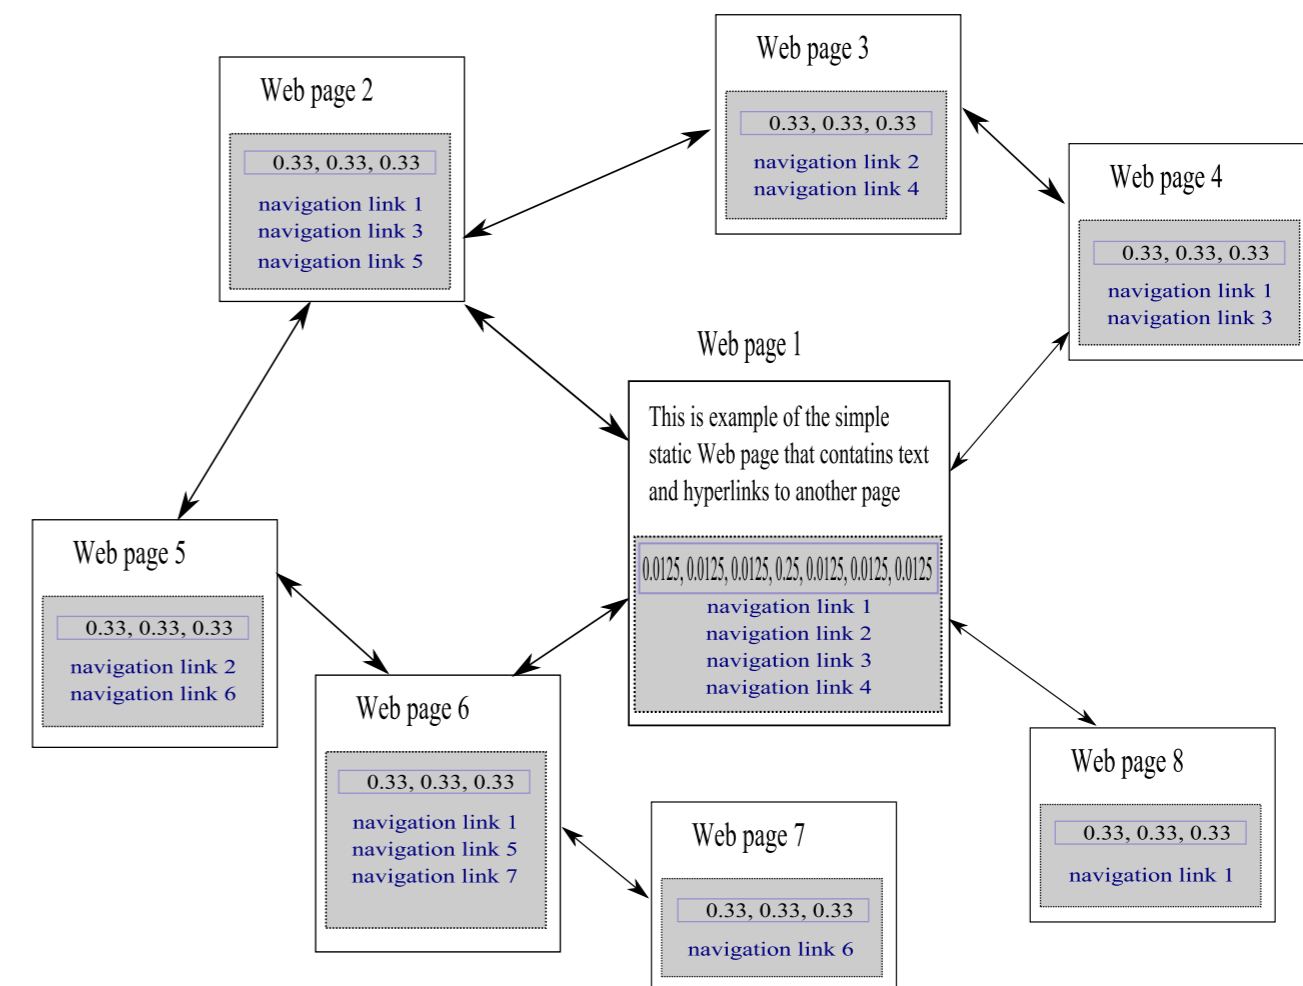 Web page 3
0.33, 0.33, 0.33
navigation link 2
navigation link 4
Web page 2
0.33, 0.33, 0.33
navigation link 1
navigation link 3
navigation link 5
Web page 4
0.33, 0.33, 0.33
navigation link 1
navigation link 3
Web page 1
This is example of the simple
static Web page that contatins text
and hyperlinks to another page
0.0125, 0.0125, 0.0125, 0.25, 0.0125, 0.0125, 0.0125
navigation link 1
navigation link 2
navigation link 3
navigation link 4
Web page 5
0.33, 0.33, 0.33
navigation link 2
navigation link 6
Web page 6
0.33, 0.33, 0.33
navigation link 1
navigation link 5
navigation link 7
Web page 7
0.33, 0.33, 0.33
navigation link 6
Web page 8
0.33, 0.33, 0.33
navigation link 1